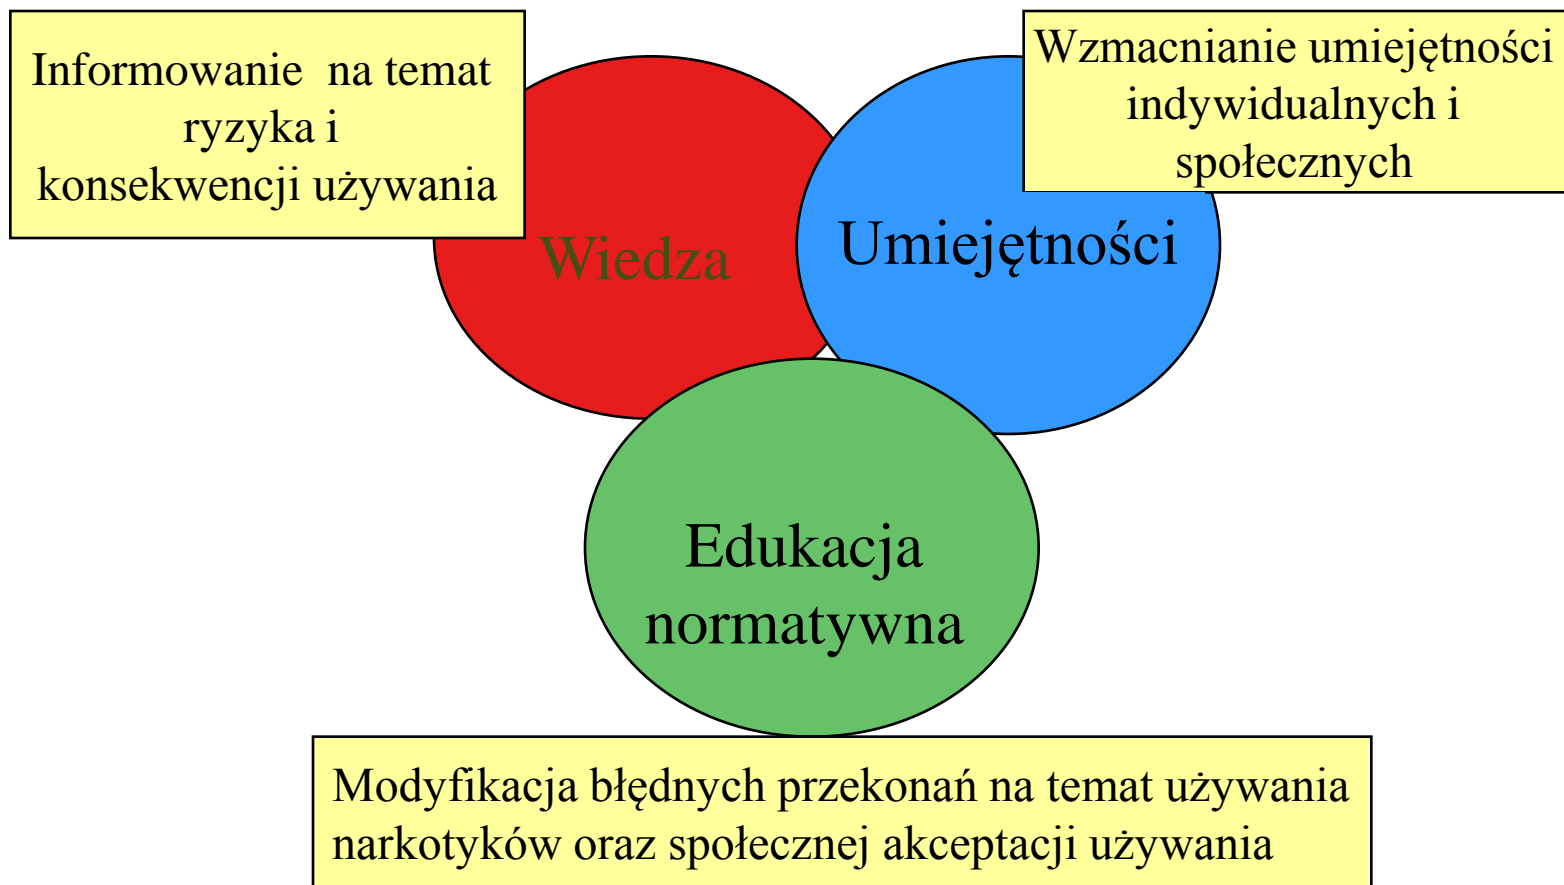 Informowanie na temat
ryzyka i
konsekwencji używania
Wzmacnianie umiejętności
indywidualnych i
społecznych
Wiedza
Umiejętności
Edukacja
normatywna
Modyfikacja błędnych przekonań na temat używania
narkotyków oraz społecznej akceptacji używania